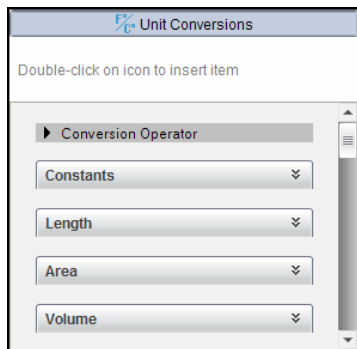 F°/C° Unit Conversions
Double-click on icon to insert item
Conversion Operator
Constants
Length
Area
Volume